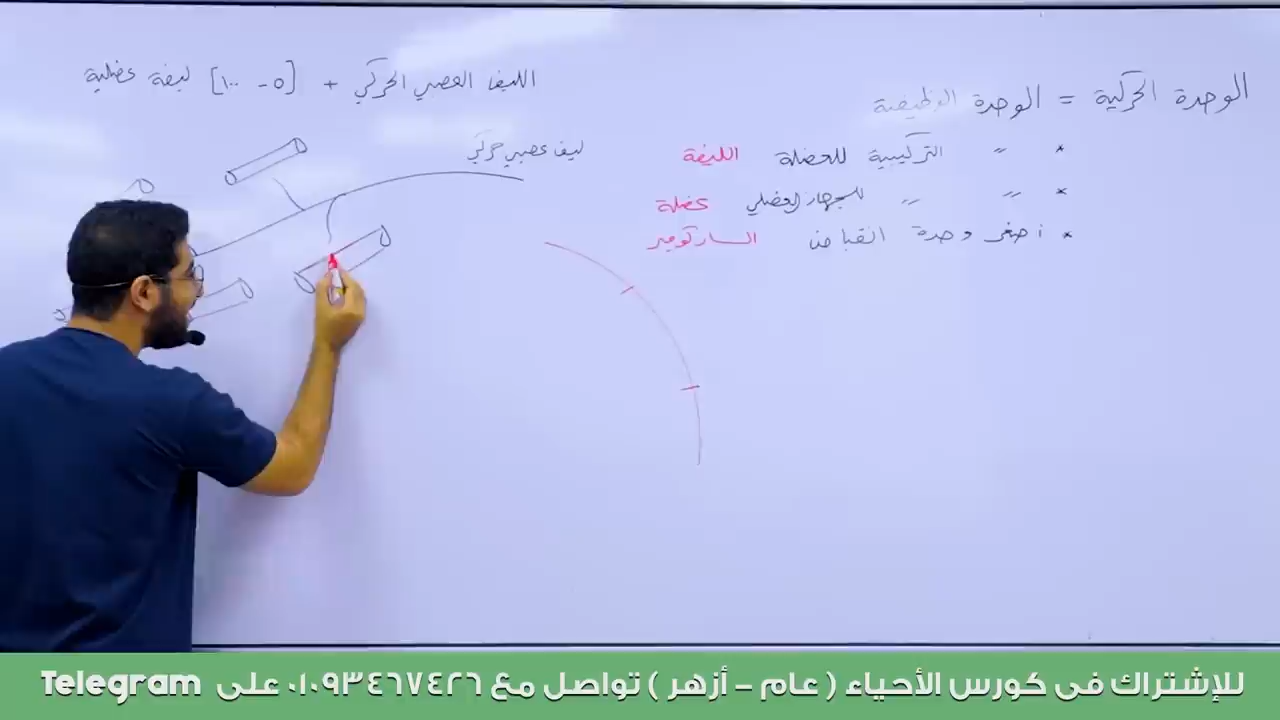 الوحدة الحركية = الوحدة الوظيفية
* 〃 التركيبية للعضلة الليفة
* 〃 〃 للجهاز العضلي عضلة
* أصغر وحدة انقباض الساركومير
الليف العصبي الحركي + [٥ - ١٠٠] ليفة عضلية
ليف عصبي حركي
للإشتراك فى كورس الأحياء ( عام - أزهر ) تواصل مع ٠١٠٩٣٤٦٧٤٢٦ على Telegram